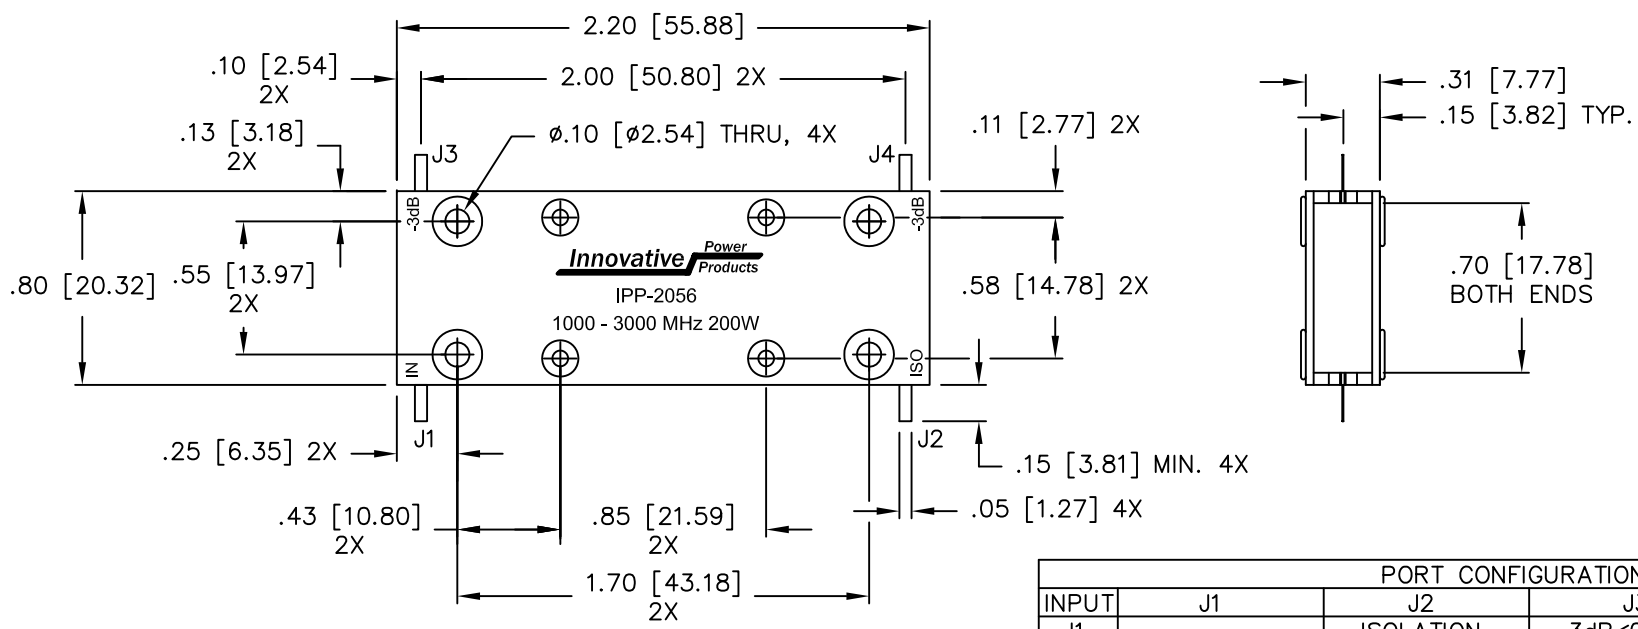 2.20 [55.88]
.10 [2.54]
2X
2.00 [50.80] 2X
.31 [7.77]
.15 [3.82] TYP.
.13 [3.18]
2X
ø.10 [ø2.54] THRU, 4X
.11 [2.77] 2X
J3
J4
-3dB
-3dB
Innovative Power Products
IPP-2056
1000 - 3000 MHz 200W
.80 [20.32]
.55 [13.97]
2X
.58 [14.78] 2X
.70 [17.78]
BOTH ENDS
IN
ISO
J1
J2
.25 [6.35] 2X
.15 [3.81] MIN. 4X
.05 [1.27] 4X
.43 [10.80]
2X
.85 [21.59]
2X
1.70 [43.18]
2X
PORT CONFIGURATION
INPUT J1 J2